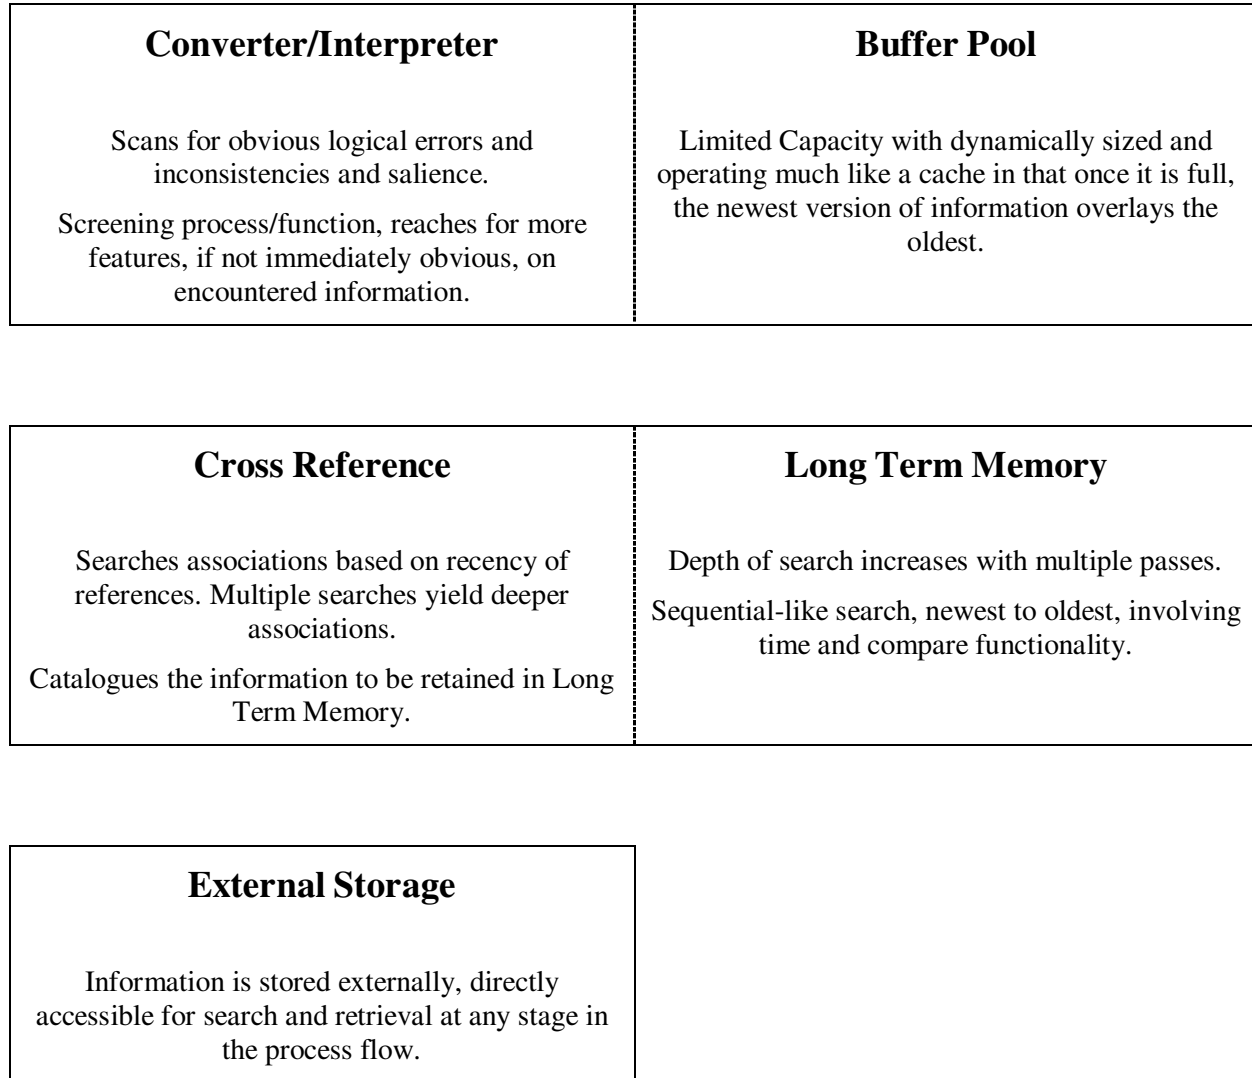 Converter/Interpreter
Scans for obvious logical errors and
inconsistencies and salience.
Screening process/function, reaches for more
features, if not immediately obvious, on
encountered information.
Buffer Pool
Limited Capacity with dynamically sized and
operating much like a cache in that once it is full,
the newest version of information overlays the
oldest.
Cross Reference
Searches associations based on recency of
references. Multiple searches yield deeper
associations.
Catalogues the information to be retained in Long
Term Memory.
Long Term Memory
Depth of search increases with multiple passes.
Sequential-like search, newest to oldest, involving
time and compare functionality.
External Storage
Information is stored externally, directly
accessible for search and retrieval at any stage in
the process flow.